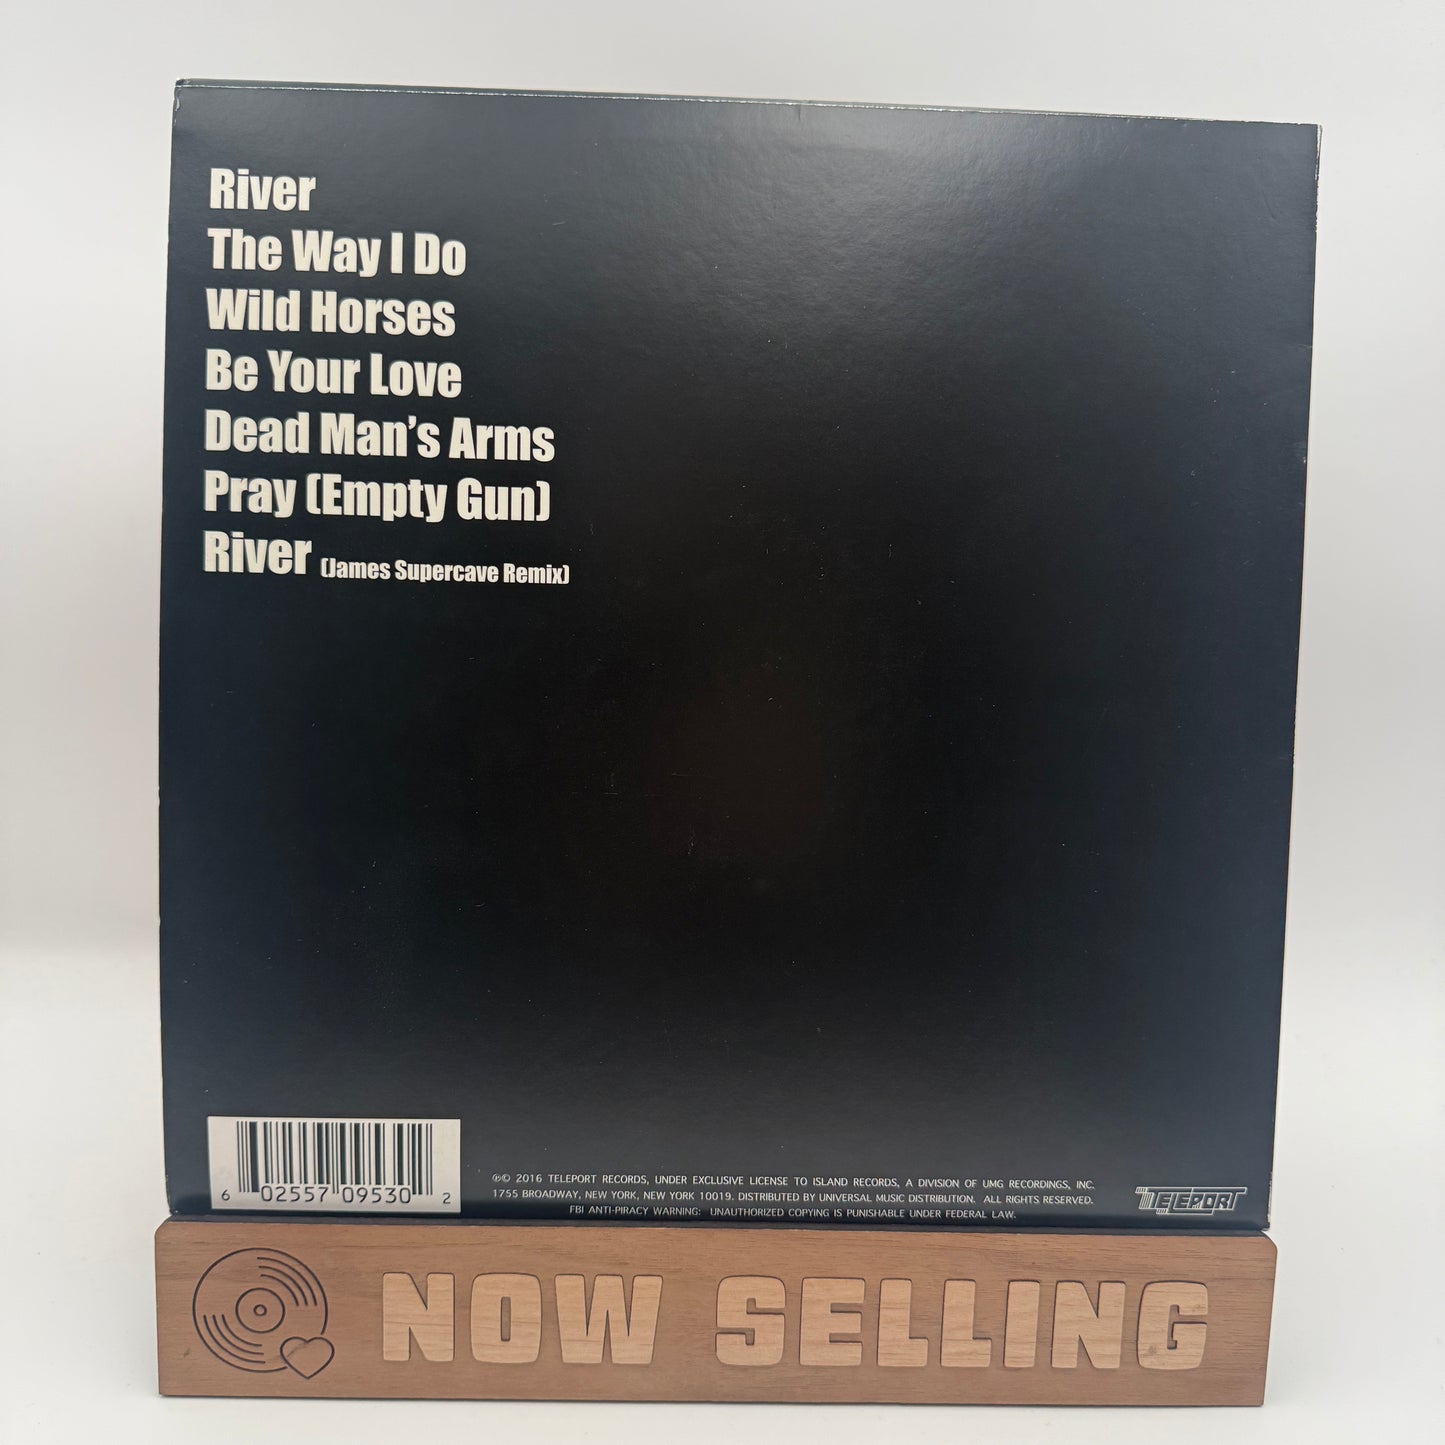 River
The Way I Do
Wild Horses
Be Your Love
Dead Man's Arms
Pray (Empty Gun)
River (James Supercave Remix)
6 02557 09530 2
℗© 2016 TELEPORT RECORDS, UNDER EXCLUSIVE LICENSE TO ISLAND RECORDS, A DIVISION OF UMG RECORDINGS, INC.
1755 BROADWAY, NEW YORK, NEW YORK 10019. DISTRIBUTED BY UNIVERSAL MUSIC DISTRIBUTION. ALL RIGHTS RESERVED.
FBI ANTI-PIRACY WARNING: UNAUTHORIZED COPYING IS PUNISHABLE UNDER FEDERAL LAW.
TELEPORT
NOW SELLING